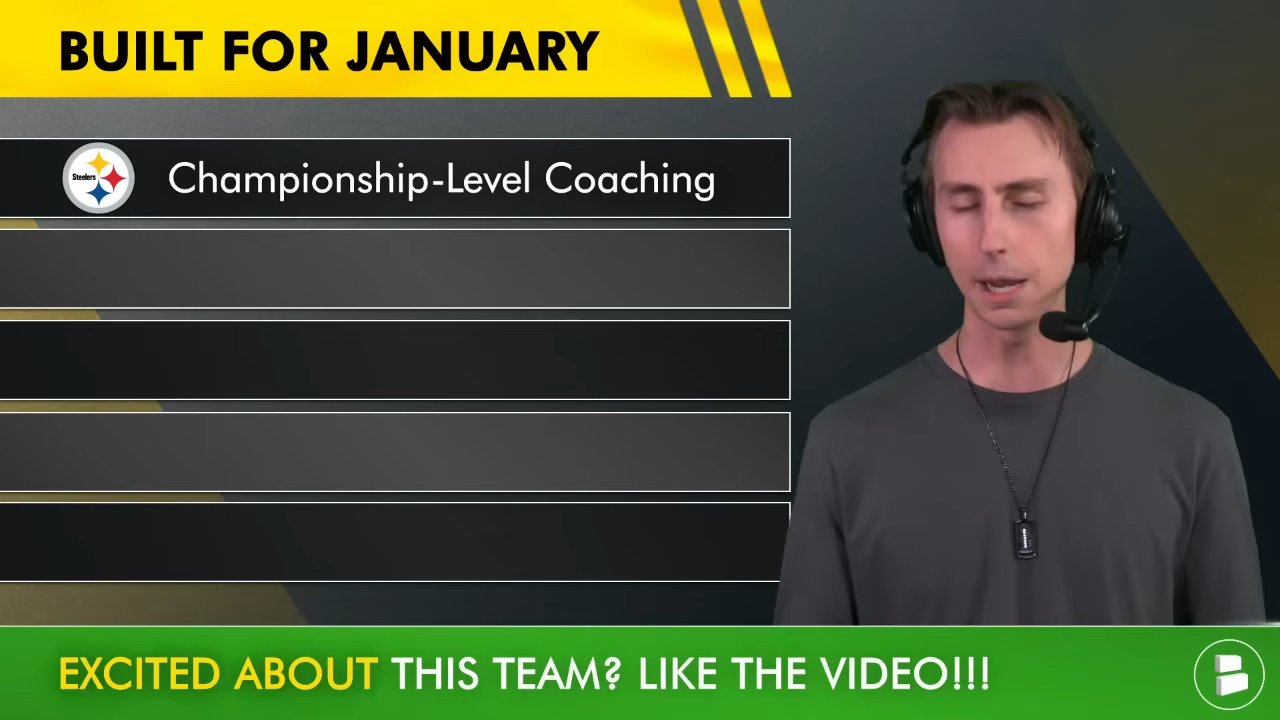 BUILT FOR JANUARY
Steelers
Championship-Level Coaching
EXCITED ABOUT THIS TEAM? LIKE THE VIDEO!!!